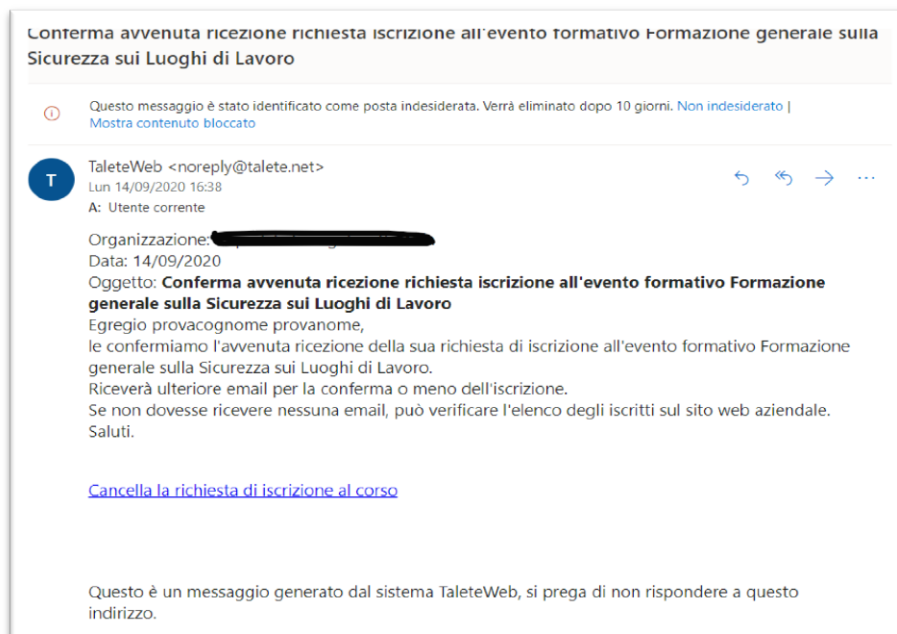 Conferma avvenuta ricezione richiesta iscrizione all'evento formativo Formazione generale sulla
Sicurezza sui Luoghi di Lavoro
Questo messaggio è stato identificato come posta indesiderata. Verrà eliminato dopo 10 giorni. Non indesiderato |
Mostra contenuto bloccato
T
TaleteWeb <noreply@talete.net>
Lun 14/09/2020 16:38
A: Utente corrente
Organizzazione:
Data: 14/09/2020
Oggetto: Conferma avvenuta ricezione richiesta iscrizione all'evento formativo Formazione
generale sulla Sicurezza sui Luoghi di Lavoro
Egregio provacognome provanome,
le confermiamo l'avvenuta ricezione della sua richiesta di iscrizione all'evento formativo Formazione
generale sulla Sicurezza sui Luoghi di Lavoro.
Riceverà ulteriore email per la conferma o meno dell'iscrizione.
Se non dovesse ricevere nessuna email, può verificare l'elenco degli iscritti sul sito web aziendale.
Saluti.
Cancella la richiesta di iscrizione al corso
Questo è un messaggio generato dal sistema TaleteWeb, si prega di non rispondere a questo
indirizzo.